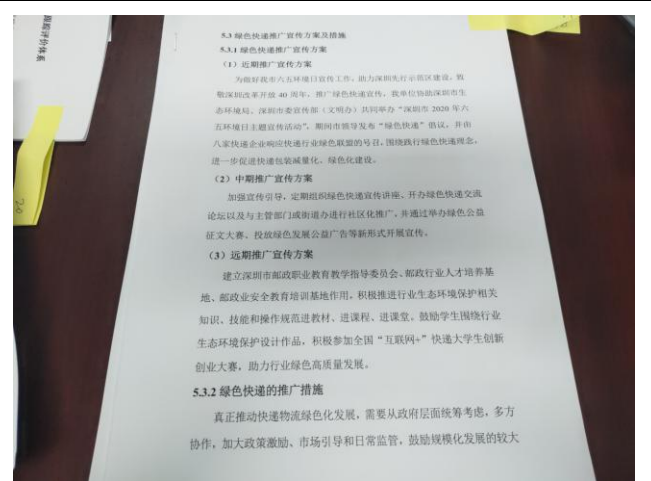 跟踪评价体系
20
5.3 绿色快递推广宣传方案及措施
5.3.1 绿色快递推广宣传方案
（1）近期推广宣传方案
为做好我市六五环境日宣传工作，助力深圳先行示范区建设，致
敬深圳改革开放 40 周年，推广绿色快递宣传，我单位协助深圳市生
态环境局、深圳市委宣传部（文明办）共同举办“深圳市 2020 年六
五环境日主题宣传活动”，期间市领导发布“绿色快递”倡议，并由
八家快递企业响应快递行业绿色联盟的号召，围绕践行绿色快递理念，
进一步促进快递包装减量化、绿色化建设。
（2）中期推广宣传方案
加强宣传引导，定期组织绿色快递宣传讲座、开办绿色快递交流
论坛以及与主管部门或街道办进行社区化推广，并通过举办绿色公益
征文大赛、投放绿色发展公益广告等新形式开展宣传。
（3）远期推广宣传方案
建立深圳市邮政职业教育教学指导委员会、邮政行业人才培养基
地、邮政业安全教育培训基地作用，积极推进行业生态环境保护相关
知识、技能和操作规范进教材、进课程、进课堂、鼓励学生围绕行业
生态环境保护设计作品，积极参加全国“互联网+”快递大学生创新
创业大赛，助力行业绿色高质量发展。
5.3.2 绿色快递的推广措施
真正推动快递物流绿色化发展，需要从政府层面统筹考虑，多方
协作，加大政策激励、市场引导和日常监管，鼓励规模化发展的较大